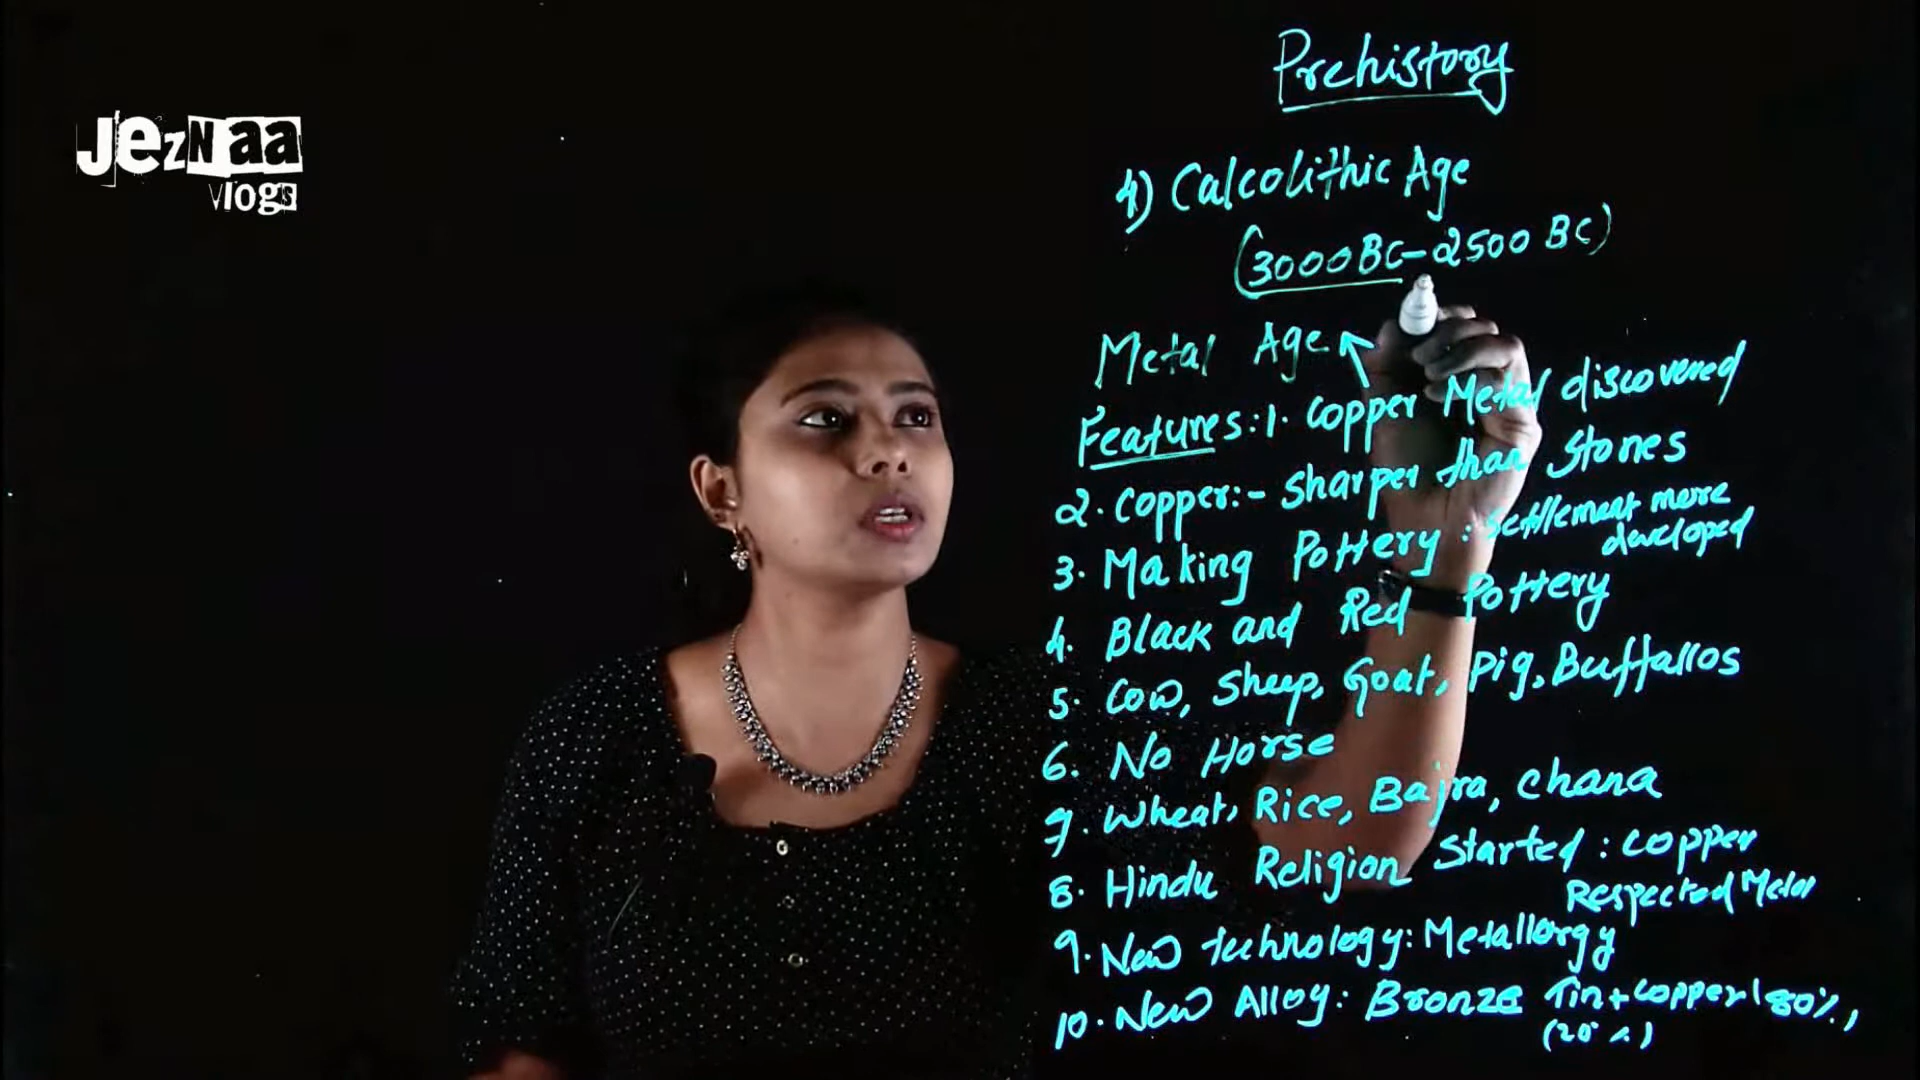 JezNaa
vlogs
Prehistory
4) Calcolithic Age
(3000 BC - 2500 BC)
Metal Age
Features: 1. Copper Metal discovered
2. Copper:- Sharper than Stones
3. Making Pottery : Settlement more
developed
4. Black and Red Pottery
5. Cow, Sheep, Goat, Pig, Buffallos
6. No Horse
7. Wheat, Rice, Bajra, Chana
8. Hindu Religion Started : Copper
Respected Metal
9. New technology: Metallorgy
10. New Alloy: Bronze Tin + Copper (80%,
(20%)